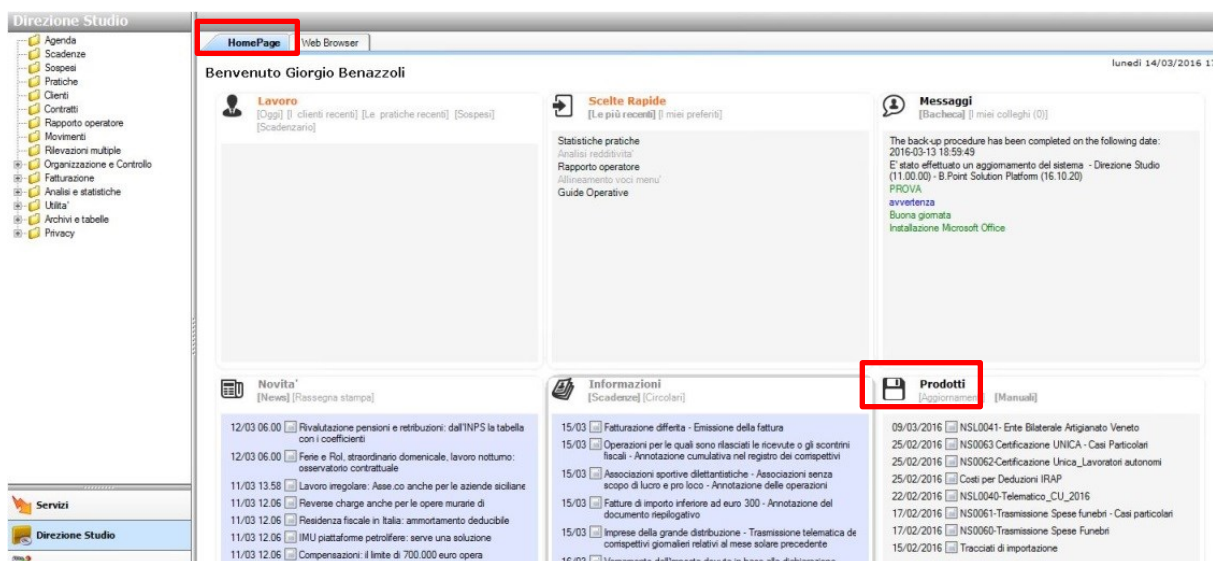 Direzione Studio
Agenda
Scadenze
Sospesi
Pratiche
Clienti
Contratti
Rapporto operatore
Movimenti
Rilevazioni multiple
Organizzazione e Controllo
Fatturazione
Analisi e statistiche
Utilita'
Archivi e tabelle
Privacy
Servizi
Direzione Studio
HomePage
Web Browser
Benvenuto Giorgio Benazzoli
lunedì 14/03/2016 17
Lavoro
[Oggi] [I clienti recenti] [Le pratiche recenti] [Sospesi]
[Scadenzario]
Scelte Rapide
[Le più recenti] [I miei preferiti]
Statistiche pratiche
Analisi redditivita'
Rapporto operatore
Allineamento voci menu'
Guide Operative
Messaggi
[Bacheca] [I miei colleghi (0)]
The back-up procedure has been completed on the following date:
2016-03-13 18:59:49
E' stato effettuato un aggiornamento del sistema - Direzione Studio
(11.00.00) - B.Point Solution Platform (16.10.20)
PROVA
avvertenza
Buona giornata
Installazione Microsoft Office
Novita'
[News] [Rassegna stampa]
12/03 06.00 Rivalutazione pensioni e retribuzioni: dall'INPS la tabella
con i coefficienti
12/03 06.00 Ferie e Rol, straordinario domenicale, lavoro notturno:
osservatorio contrattuale
11/03 13.58 Lavoro irregolare: Asse.co anche per le aziende siciliane
11/03 12.06 Reverse charge anche per le opere murarie di
11/03 12.06 Residenza fiscale in Italia: ammortamento deducibile
11/03 12.06 IMU piattaforme petrolifere: serve una soluzione
11/03 12.06 Compensazioni: il limite di 700.000 euro opera
Informazioni
[Scadenze] [Circolari]
15/03 Fatturazione differita - Emissione della fattura
15/03 Operazioni per le quali sono rilasciati le ricevute o gli scontrini
fiscali - Annotazione cumulativa nel registro dei corrispettivi
15/03 Associazioni sportive dilettantistiche - Associazioni senza
scopo di lucro e pro loco - Annotazione delle operazioni
15/03 Fatture di importo inferiore ad euro 300 - Annotazione del
documento riepilogativo
15/03 Imprese della grande distribuzione - Trasmissione telematica de
corrispettivi giornalieri relativi al mese solare precedente
Prodotti
[Aggiornamenti] [Manuali]
09/03/2016 NSL0041- Ente Bilaterale Artigianato Veneto
25/02/2016 NS0063 Certificazione UNICA - Casi Particolari
25/02/2016 NS0062-Certificazione Unica_Lavoratori autonomi
25/02/2016 Costi per Deduzioni IRAP
22/02/2016 NSL0040-Telematico_CU_2016
17/02/2016 NS0061-Trasmissione Spese funebri - Casi particolari
17/02/2016 NS0060-Trasmissione Spese Funebri
15/02/2016 Tracciati di importazione